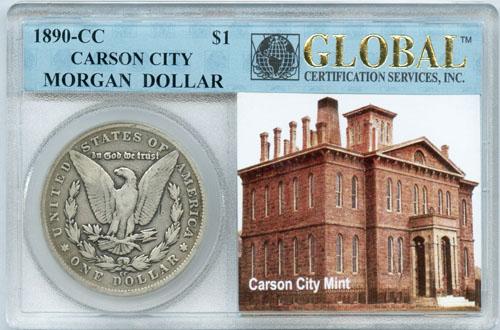 1890-CC $1
CARSON CITY
MORGAN DOLLAR
GLOBAL™
CERTIFICATION SERVICES, INC.
UNITED STATES OF AMERICA
In God we trust
CC
ONE DOLLAR
Carson City Mint